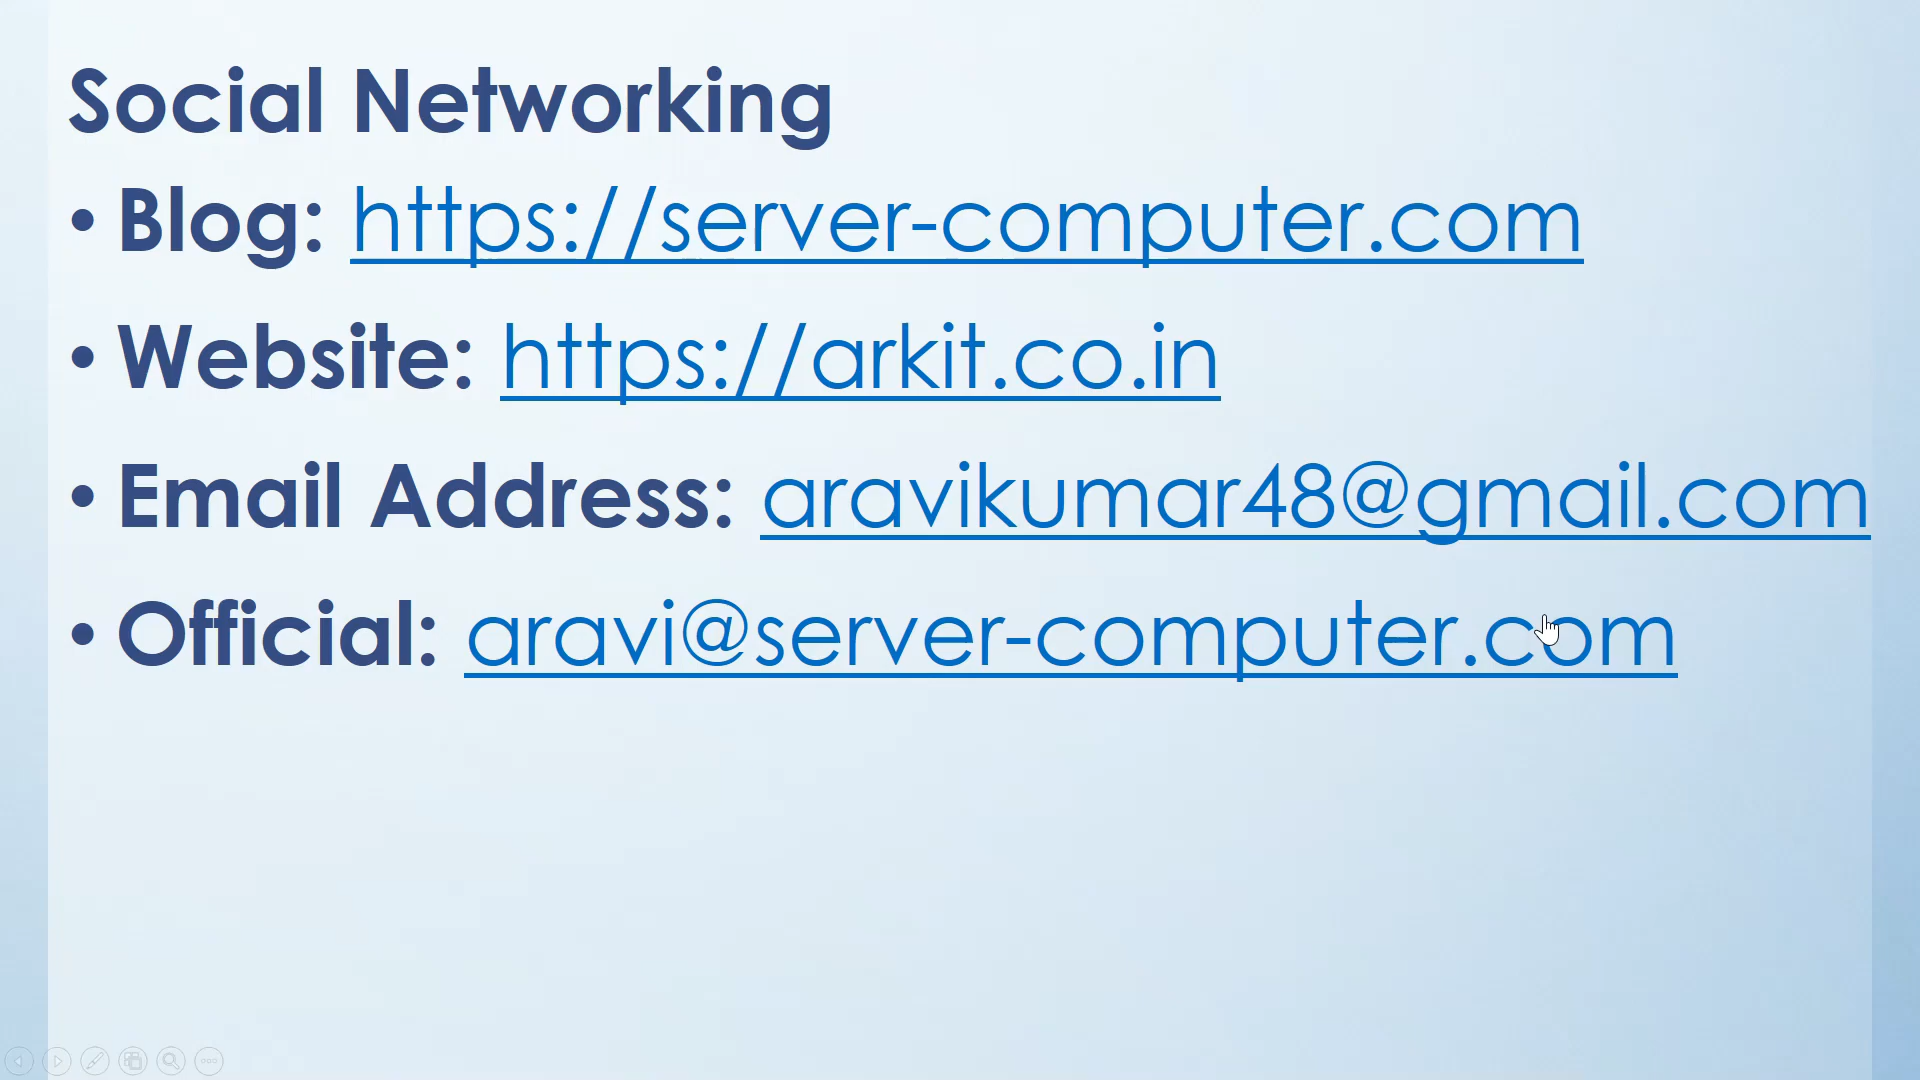 Social Networking
• Blog: https://server-computer.com
• Website: https://arkit.co.in
• Email Address: aravikumar48@gmail.com
• Official: aravi@server-computer.com